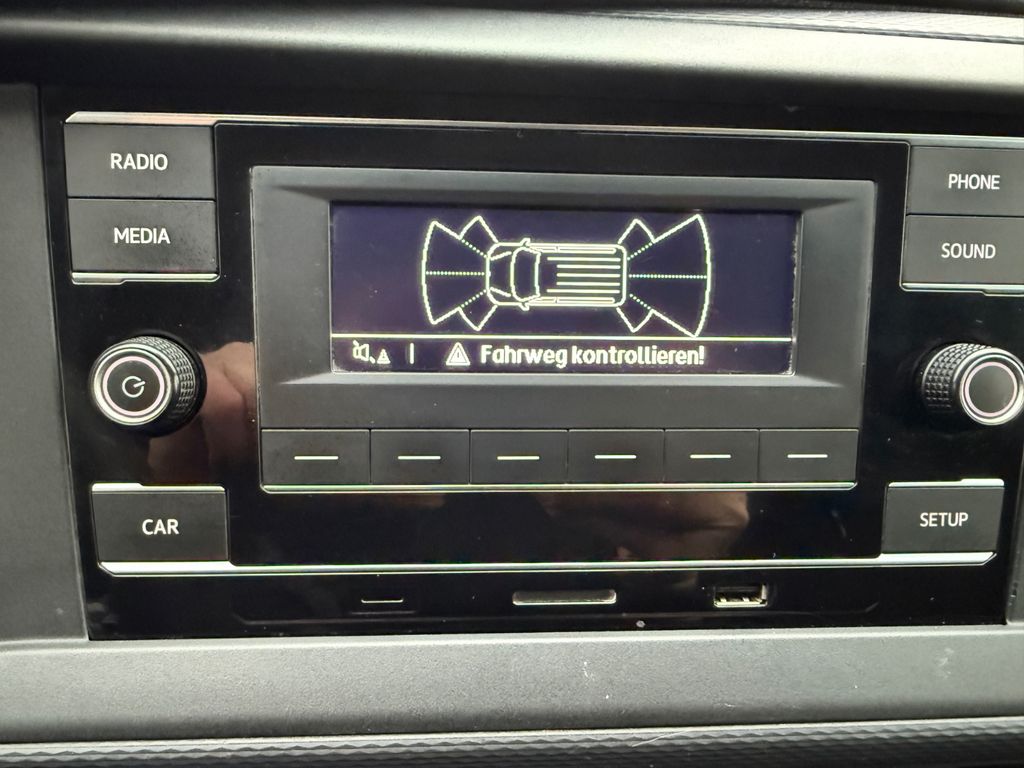 RADIO
MEDIA
PHONE
SOUND
Fahrweg kontrollieren!
CAR
SETUP